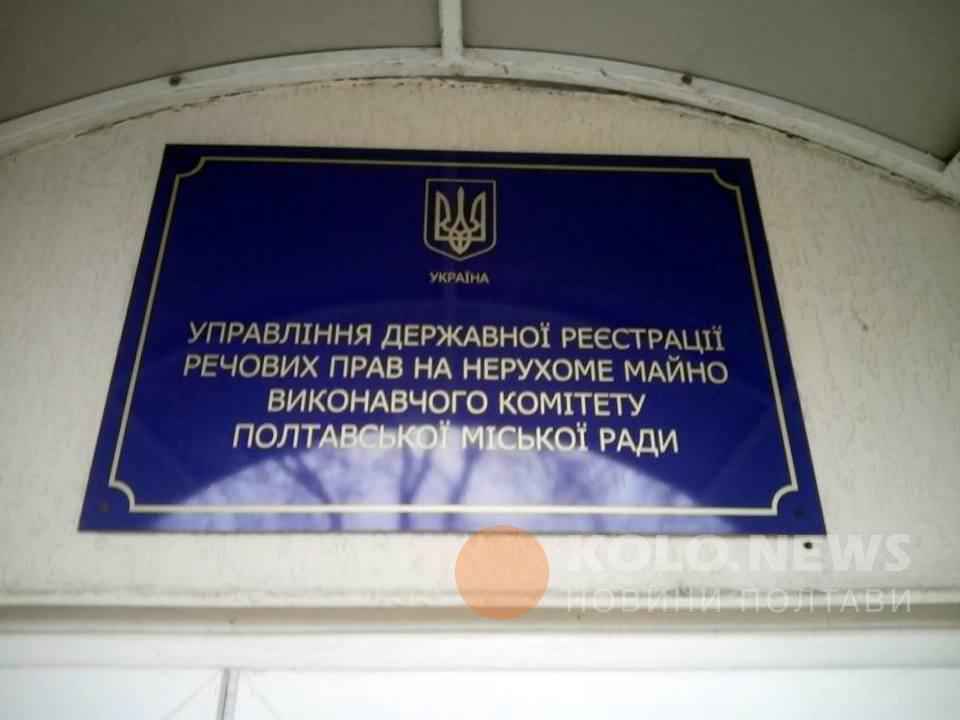 УКРАЇНА
УПРАВЛІННЯ ДЕРЖАВНОЇ РЕЄСТРАЦІЇ
РЕЧОВИХ ПРАВ НА НЕРУХОМЕ МАЙНО
ВИКОНАВЧОГО КОМІТЕТУ
ПОЛТАВСЬКОЇ МІСЬКОЇ РАДИ
KOLO.NEWS
НОВИНИ ПОЛТАВИ